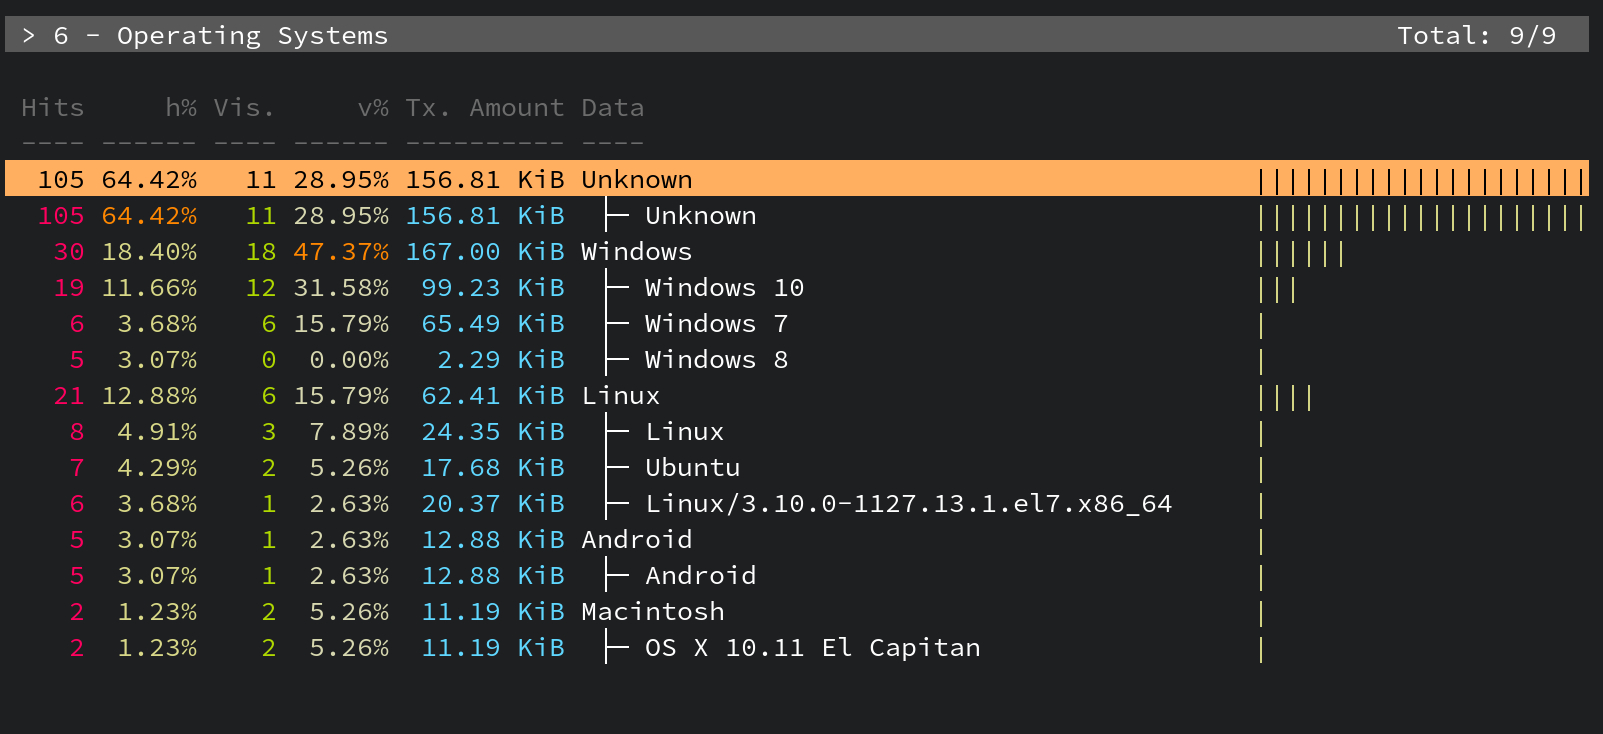 > 6 - Operating Systems Total: 9/9
Hits h% Vis. v% Tx. Amount Data
---- ------ ---- ------ ---------- ----
105 64.42% 11 28.95% 156.81 KiB Unknown |||||||||||||||||||||
105 64.42% 11 28.95% 156.81 KiB ├─ Unknown |||||||||||||||||||||
30 18.40% 18 47.37% 167.00 KiB Windows ||||||
19 11.66% 12 31.58% 99.23 KiB ├─ Windows 10 |||
6 3.68% 6 15.79% 65.49 KiB ├─ Windows 7 |
5 3.07% 0 0.00% 2.29 KiB ├─ Windows 8 |
21 12.88% 6 15.79% 62.41 KiB Linux ||||
8 4.91% 3 7.89% 24.35 KiB ├─ Linux |
7 4.29% 2 5.26% 17.68 KiB ├─ Ubuntu |
6 3.68% 1 2.63% 20.37 KiB ├─ Linux/3.10.0-1127.13.1.el7.x86_64 |
5 3.07% 1 2.63% 12.88 KiB Android |
5 3.07% 1 2.63% 12.88 KiB ├─ Android |
2 1.23% 2 5.26% 11.19 KiB Macintosh |
2 1.23% 2 5.26% 11.19 KiB ├─ OS X 10.11 El Capitan |